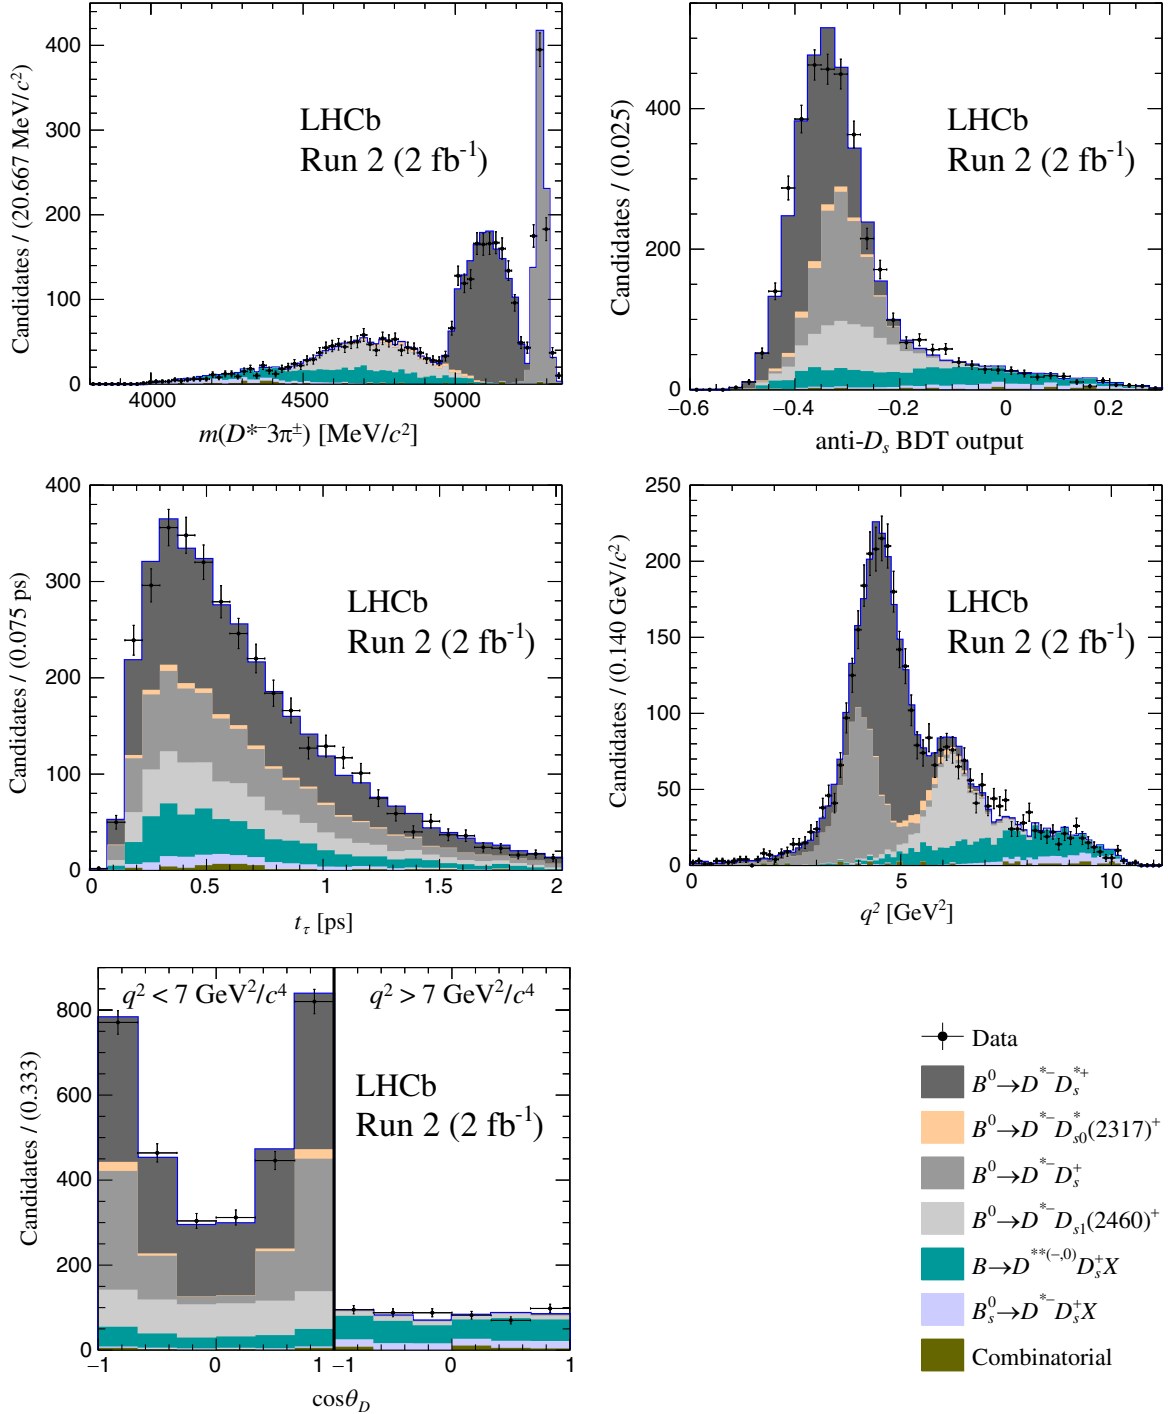 Candidates / (20.667 MeV/c²)
400
300
200
100
0
LHCb
Run 2 (2 fb⁻¹)
4000 4500 5000
m(D*⁻3π±) [MeV/c²]
Candidates / (0.025)
400
200
0
LHCb
Run 2 (2 fb⁻¹)
−0.6 −0.4 −0.2 0 0.2
anti-Dₛ BDT output
Candidates / (0.075 ps)
400
300
200
100
0
LHCb
Run 2 (2 fb⁻¹)
0 0.5 1 1.5 2
t_τ [ps]
Candidates / (0.140 GeV/c²)
250
200
150
100
50
0
LHCb
Run 2 (2 fb⁻¹)
0 5 10
q² [GeV²]
Candidates / (0.333)
800
600
400
200
0
q² < 7 GeV²/c⁴ q² > 7 GeV²/c⁴
LHCb
Run 2 (2 fb⁻¹)
−1 0 1 −1 0 1
cosθ_D
Data
B⁰→D*⁻Dₛ*⁺
B⁰→D*⁻D*ₛ₀(2317)⁺
B⁰→D*⁻Dₛ⁺
B⁰→D*⁻Dₛ₁(2460)⁺
B→D**(−,0)Dₛ⁺X
Bₛ⁰→D*⁻Dₛ⁺X
Combinatorial